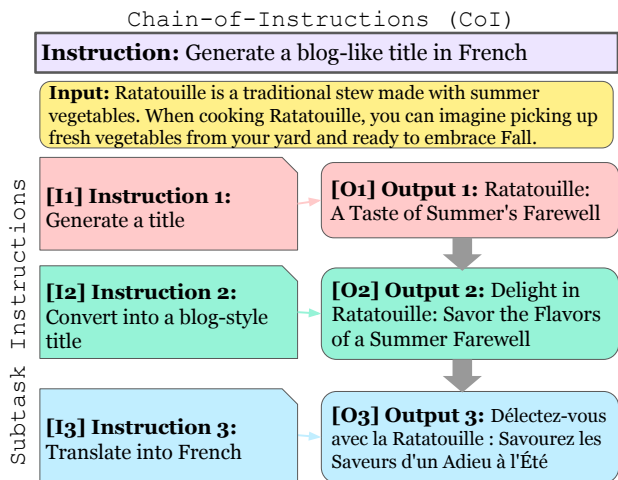 Chain-of-Instructions (CoI)
Instruction: Generate a blog-like title in French
Input: Ratatouille is a traditional stew made with summer
vegetables. When cooking Ratatouille, you can imagine picking up
fresh vegetables from your yard and ready to embrace Fall.
Subtask Instructions
[I1] Instruction 1:
Generate a title
[O1] Output 1: Ratatouille:
A Taste of Summer's Farewell
[I2] Instruction 2:
Convert into a blog-style
title
[O2] Output 2: Delight in
Ratatouille: Savor the Flavors
of a Summer Farewell
[I3] Instruction 3:
Translate into French
[O3] Output 3: Délectez-vous
avec la Ratatouille : Savourez les
Saveurs d'un Adieu à l'Été